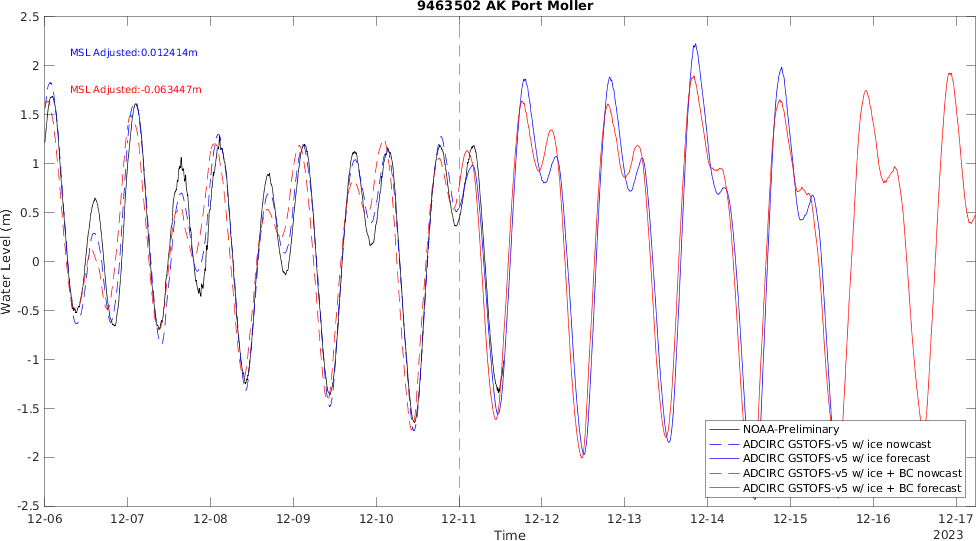 9463502 AK Port Moller
MSL Adjusted:0.012414m
MSL Adjusted:-0.063447m
Water Level (m)
2.5
2
1.5
1
0.5
0
-0.5
-1
-1.5
-2
-2.5
NOAA-Preliminary
ADCIRC GSTOFS-v5 w/ ice nowcast
ADCIRC GSTOFS-v5 w/ ice forecast
ADCIRC GSTOFS-v5 w/ ice + BC nowcast
ADCIRC GSTOFS-v5 w/ ice + BC forecast
12-06 12-07 12-08 12-09 12-10 12-11 12-12 12-13 12-14 12-15 12-16 12-17
Time
2023